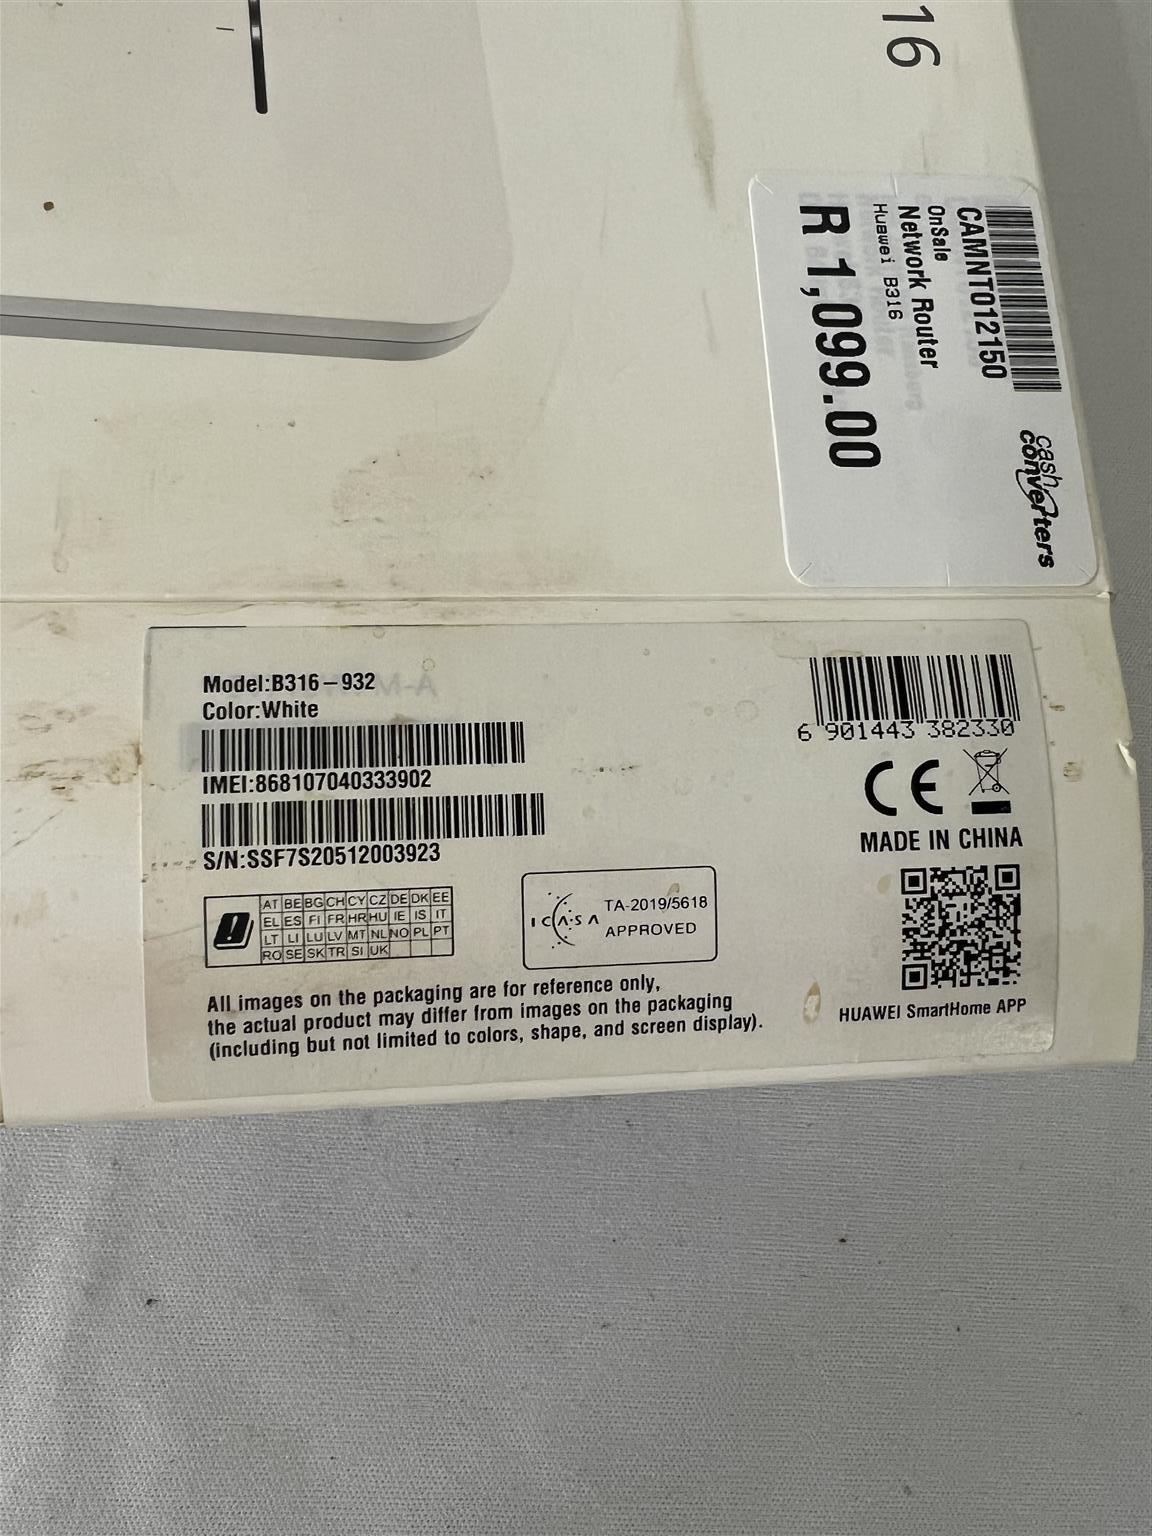 16
CAMNT012150
OnSale
Network Router
Huawei B316
R 1,099.00
cash
converters
Model:B316-932
Color:White
IMEI:868107040333902
S/N:SSF7S20512003923
6 901443 382330
CE
MADE IN CHINA
AT BE BG CH CY CZ DE DK EE
EL ES FI FR HR HU IE IS IT
LT LI LU LV MT NL NO PL PT
RO SE SK TR SI UK
ICASA
TA-2019/5618
APPROVED
HUAWEI SmartHome APP
All images on the packaging are for reference only,
the actual product may differ from images on the packaging
(including but not limited to colors, shape, and screen display).